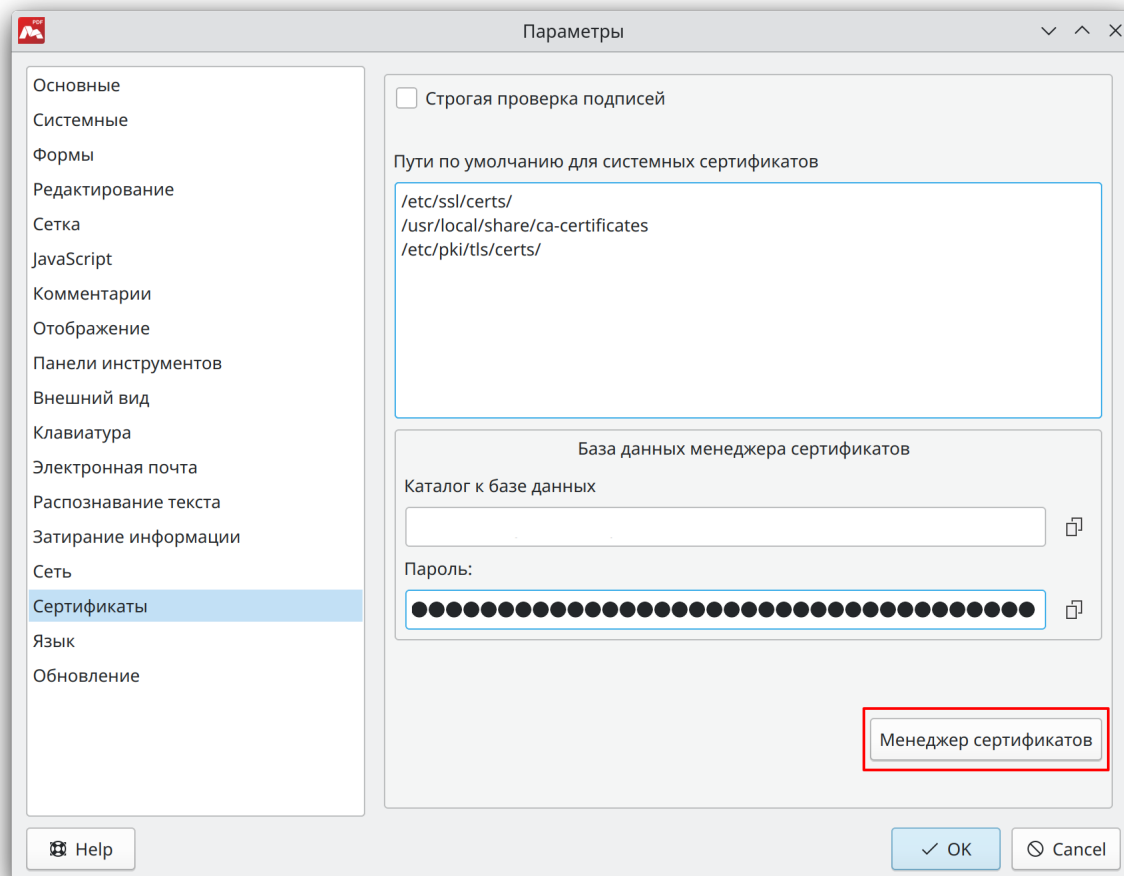 PDF
Параметры
Основные
Системные
Формы
Редактирование
Сетка
JavaScript
Комментарии
Отображение
Панели инструментов
Внешний вид
Клавиатура
Электронная почта
Распознавание текста
Затирание информации
Сеть
Сертификаты
Язык
Обновление
Строгая проверка подписей
Пути по умолчанию для системных сертификатов
/etc/ssl/certs/
/usr/local/share/ca-certificates
/etc/pki/tls/certs/
База данных менеджера сертификатов
Каталог к базе данных
Пароль:
●●●●●●●●●●●●●●●●●●●●●●●●●●●●●●●●●●●●
Менеджер сертификатов
Help
OK
Cancel